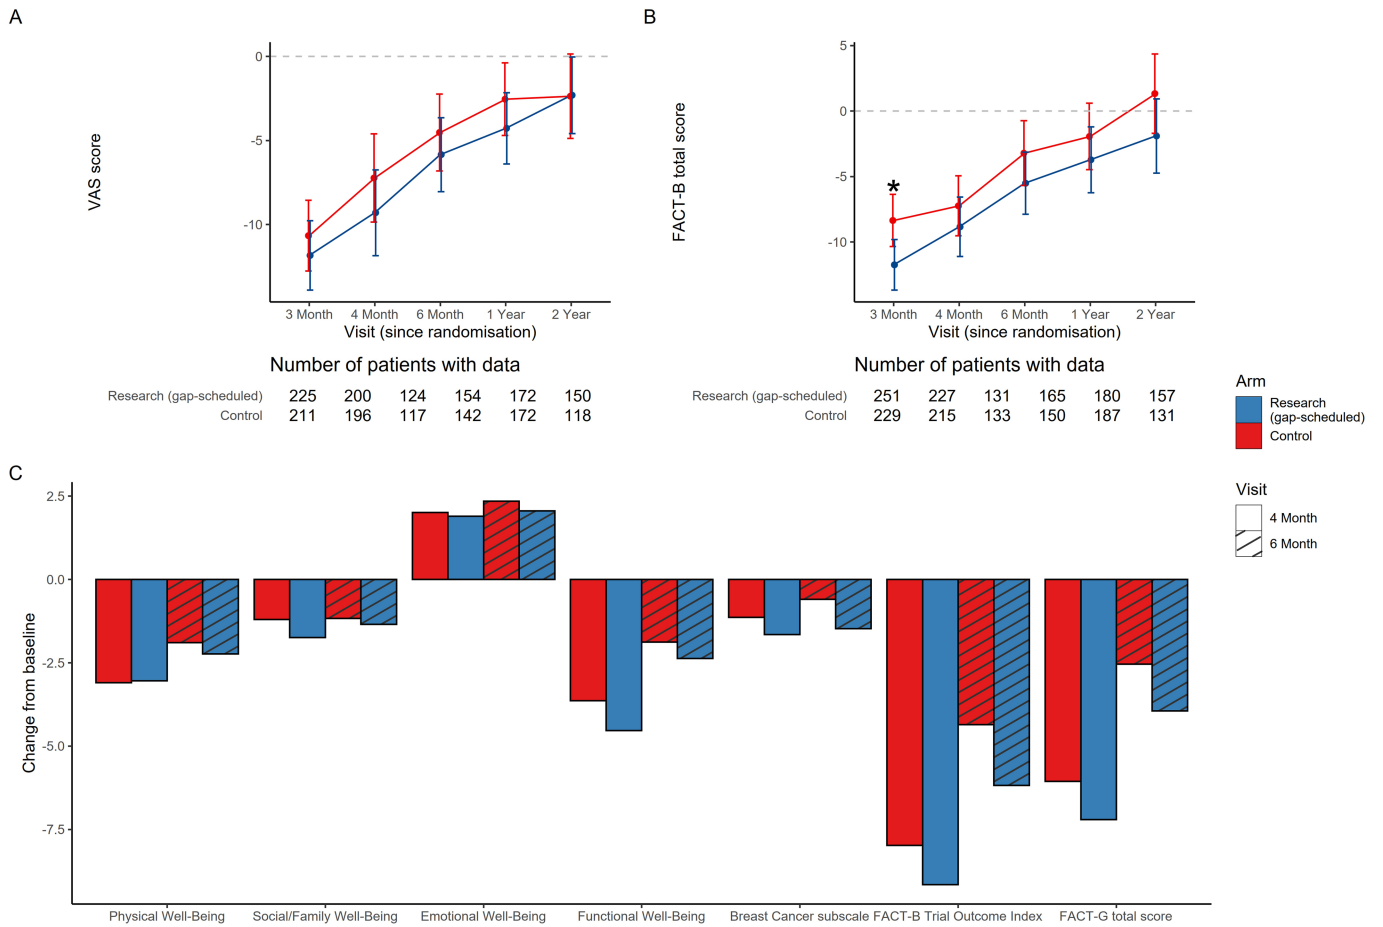 A
VAS score
0
-5
-10
3 Month 4 Month 6 Month 1 Year 2 Year
Visit (since randomisation)
Number of patients with data
Research (gap-scheduled) 225 200 124 154 172 150
Control 211 196 117 142 172 118
B
FACT-B total score
5
0
-5
-10
*
3 Month 4 Month 6 Month 1 Year 2 Year
Visit (since randomisation)
Number of patients with data
Research (gap-scheduled) 251 227 131 165 180 157
Control 229 215 133 150 187 131
Arm
Research
(gap-scheduled)
Control
Visit
4 Month
6 Month
C
Change from baseline
2.5
0.0
-2.5
-5.0
-7.5
Physical Well-Being Social/Family Well-Being Emotional Well-Being Functional Well-Being Breast Cancer subscale FACT-B Trial Outcome Index FACT-G total score